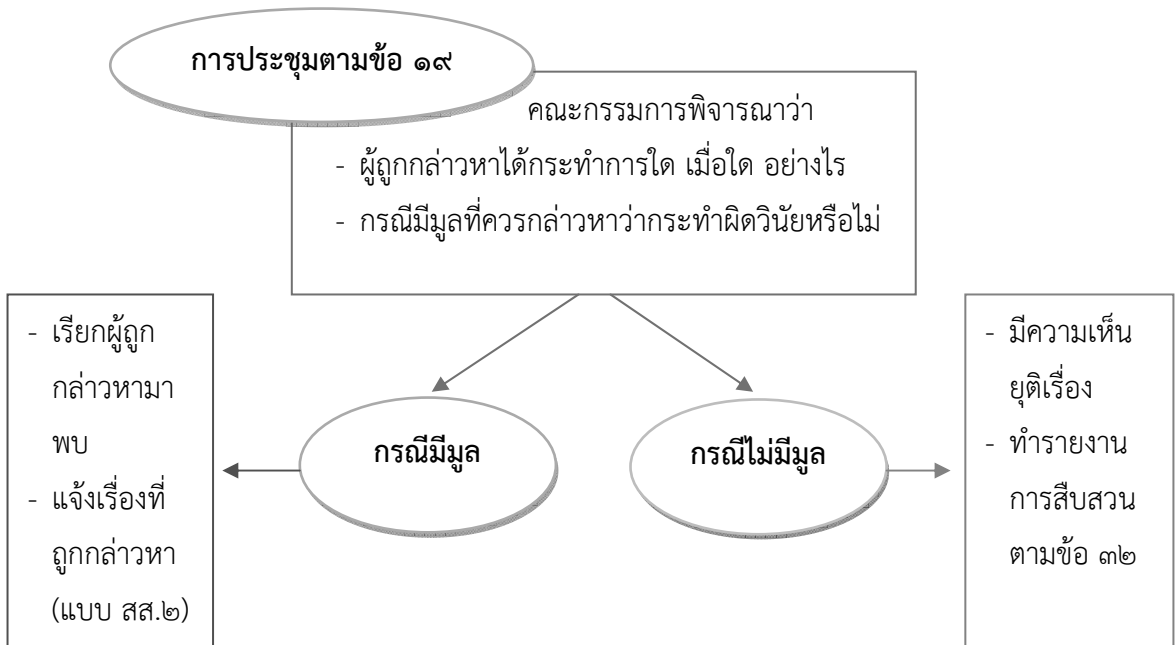 การประชุมตามข้อ ๑๙
คณะกรรมการพิจารณาว่า
- ผู้ถูกกล่าวหาได้กระทำการใด เมื่อใด อย่างไร
- กรณีมีมูลที่ควรกล่าวหาว่ากระทำผิดวินัยหรือไม่
- เรียกผู้ถูก
กล่าวหามา
พบ
- แจ้งเรื่องที่
ถูกกล่าวหา
(แบบ สส.๒)
กรณีมีมูล
กรณีไม่มีมูล
- มีความเห็น
ยุติเรื่อง
- ทำรายงาน
การสืบสวน
ตามข้อ ๓๒